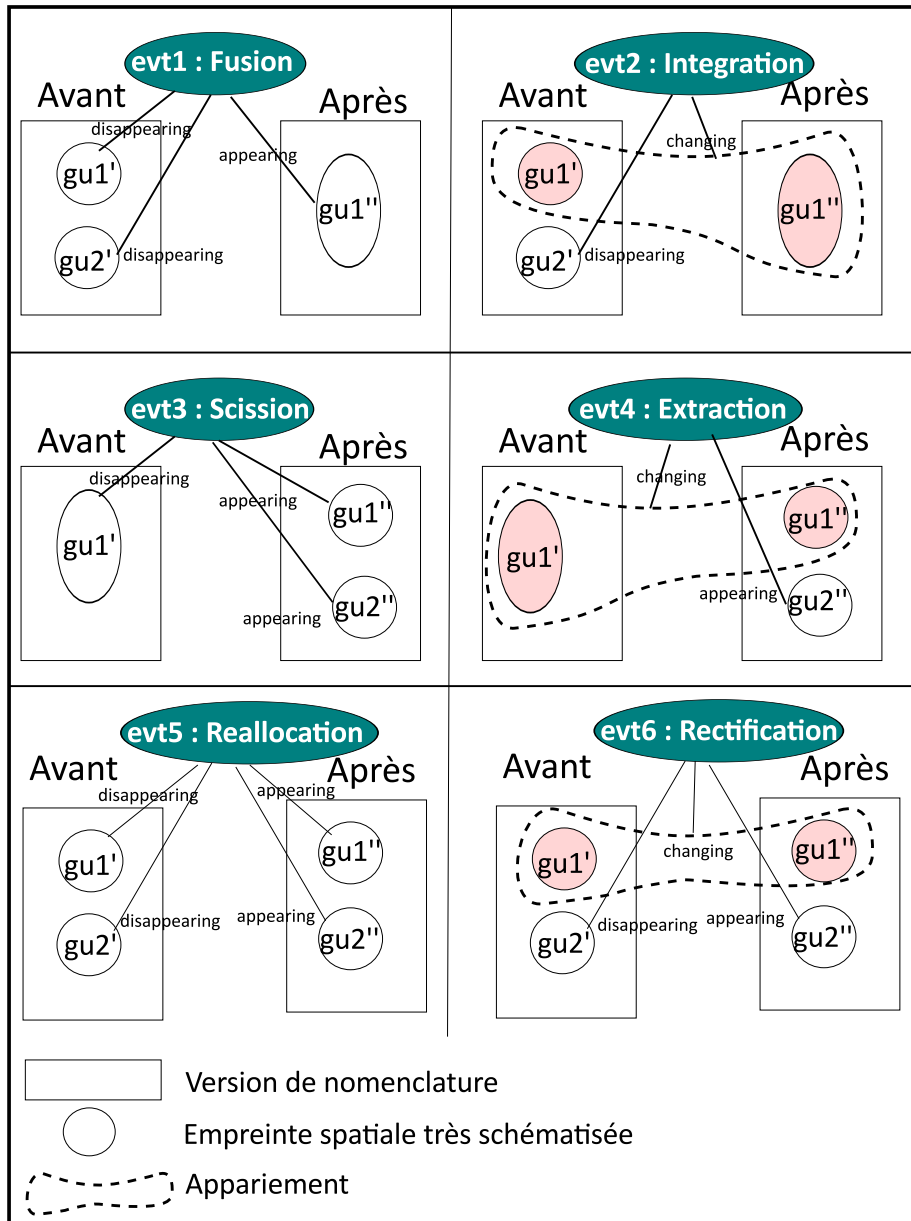 evt1 : Fusion
Avant
Après
disappearing
appearing
gu1'
gu1''
gu2'
disappearing
evt2 : Integration
Avant
Après
changing
gu1'
gu1''
gu2'
disappearing
evt3 : Scission
Avant
Après
disappearing
appearing
gu1'
gu1''
appearing
gu2''
evt4 : Extraction
Avant
Après
changing
gu1'
gu1''
appearing
gu2''
evt5 : Reallocation
Avant
Après
disappearing
appearing
gu1'
gu1''
gu2'
disappearing
appearing
gu2''
evt6 : Rectification
Avant
Après
gu1'
changing
gu1''
gu2'
disappearing
appearing
gu2''
Version de nomenclature
Empreinte spatiale très schématisée
Appariement